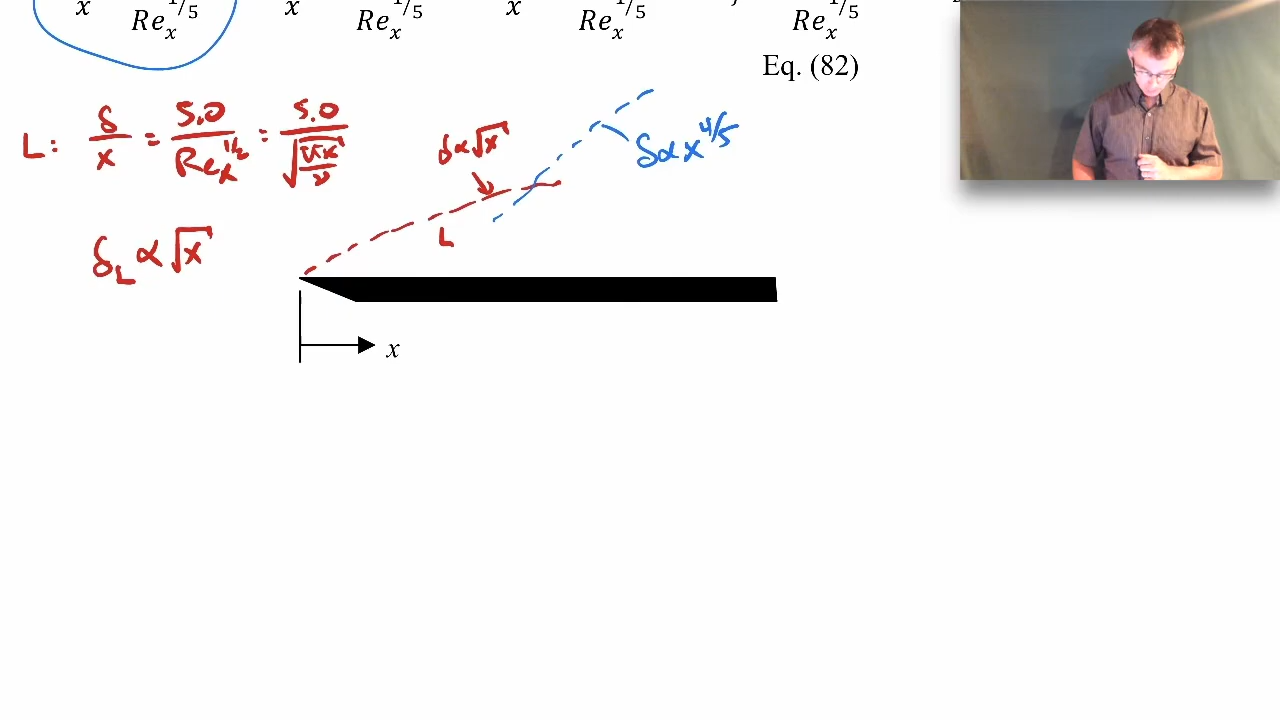 x Re_x^{1/5} x Re_x^{1/5} x Re_x^{1/5} Re_x^{1/5}
Eq. (82)
L: δ/x = 5.0/Re_x^{1/2} = 5.0/√(Ux/ν)
δ∝√x
δ∝x^{4/5}
L
δ_L ∝ √x
x